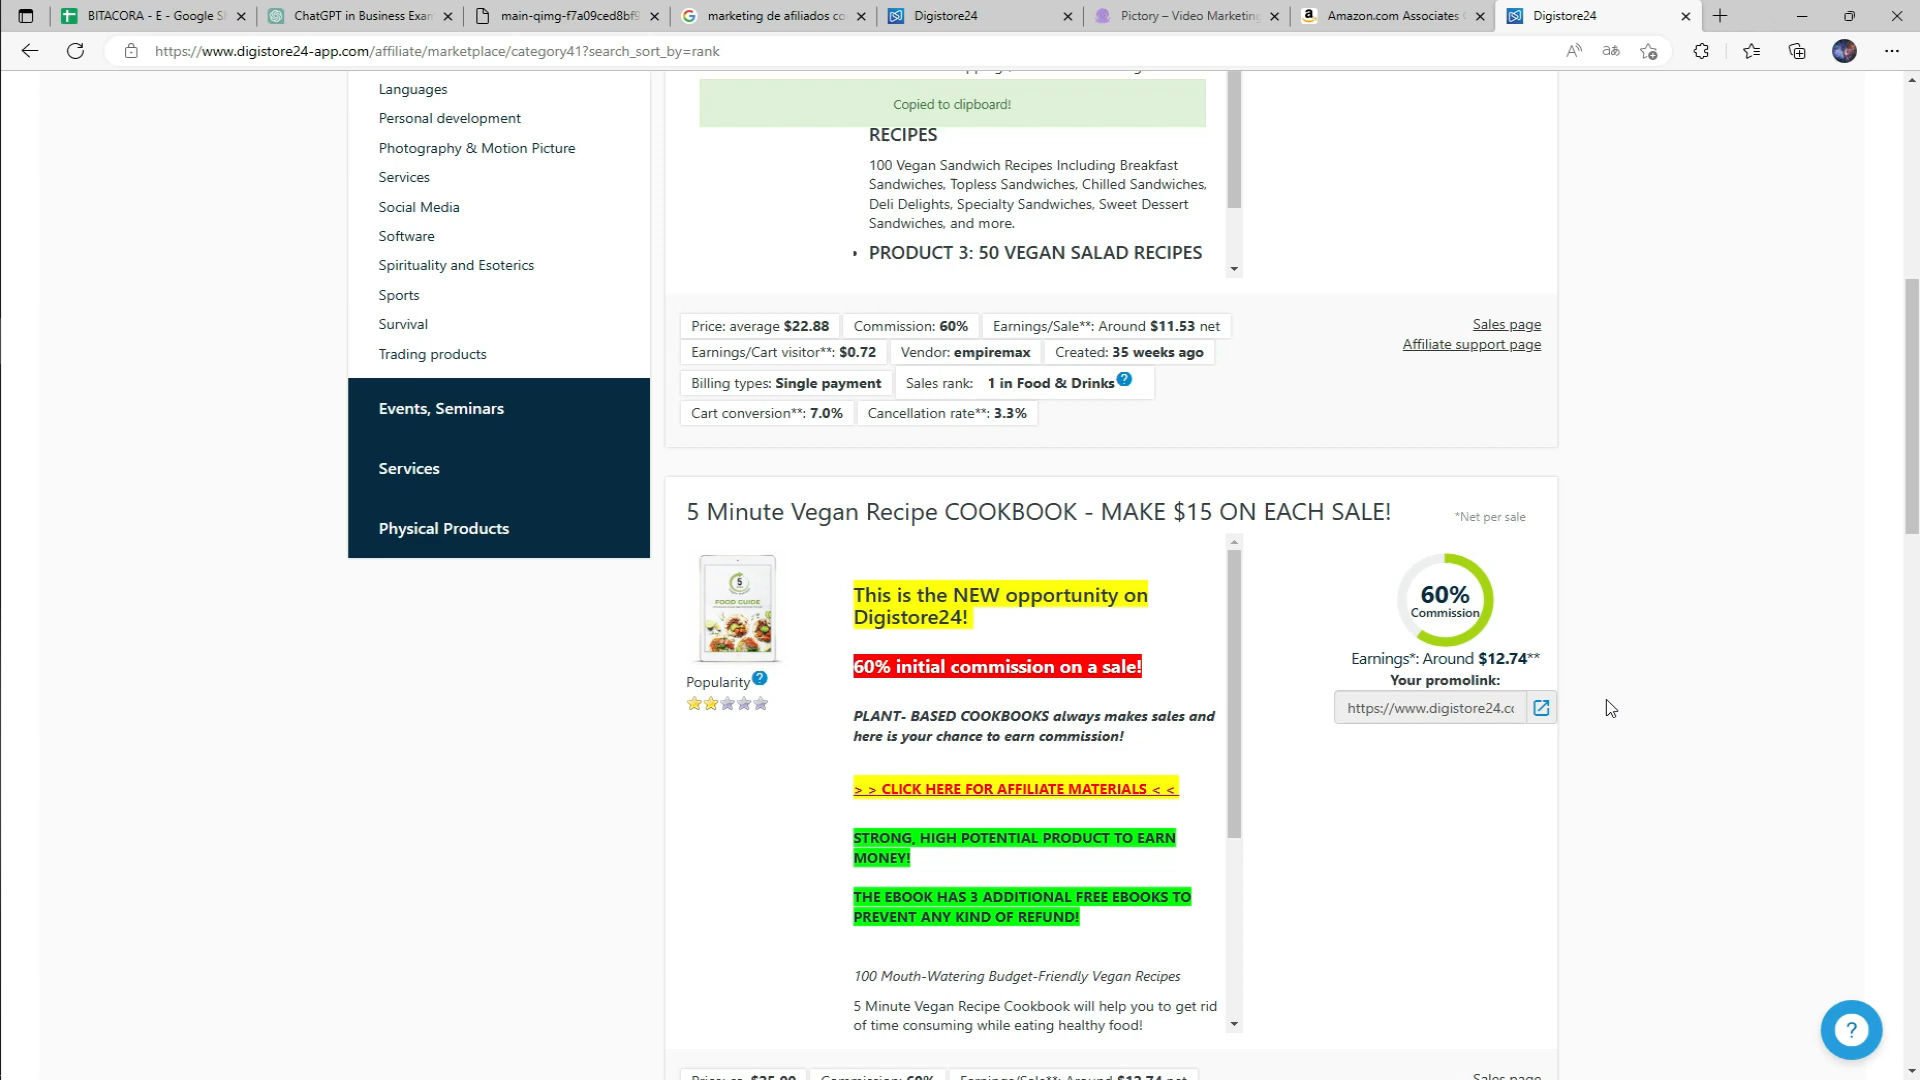 BITACORA - E - Google S
ChatGPT in Business Exan
main-qimg-f7a09ced8bf9
marketing de afiliados co
Digistore24
Pictory – Video Marketing
Amazon.com Associates
Digistore24
https://www.digistore24-app.com/affiliate/marketplace/category41?search_sort_by=rank
Languages
Personal development
Photography & Motion Picture
Services
Social Media
Software
Spirituality and Esoterics
Sports
Survival
Trading products
Events, Seminars
Services
Physical Products
Copied to clipboard!
RECIPES
100 Vegan Sandwich Recipes Including Breakfast
Sandwiches, Topless Sandwiches, Chilled Sandwiches,
Deli Delights, Specialty Sandwiches, Sweet Dessert
Sandwiches, and more.
PRODUCT 3: 50 VEGAN SALAD RECIPES
Price: average $22.88 Commission: 60% Earnings/Sale**: Around $11.53 net
Earnings/Cart visitor**: $0.72 Vendor: empiremax Created: 35 weeks ago
Billing types: Single payment Sales rank: 1 in Food & Drinks ?
Cart conversion**: 7.0% Cancellation rate**: 3.3%
Sales page
Affiliate support page
5 Minute Vegan Recipe COOKBOOK - MAKE $15 ON EACH SALE!
*Net per sale
5
FOOD GUIDE
Popularity ?
This is the NEW opportunity on
Digistore24!
60% initial commission on a sale!
PLANT- BASED COOKBOOKS always makes sales and
here is your chance to earn commission!
> > CLICK HERE FOR AFFILIATE MATERIALS < <
STRONG, HIGH POTENTIAL PRODUCT TO EARN
MONEY!
THE EBOOK HAS 3 ADDITIONAL FREE EBOOKS TO
PREVENT ANY KIND OF REFUND!
100 Mouth-Watering Budget-Friendly Vegan Recipes
5 Minute Vegan Recipe Cookbook will help you to get rid
of time consuming while eating healthy food!
60%
Commission
Earnings*: Around $12.74**
Your promolink:
https://www.digistore24.cc
?
Sales page